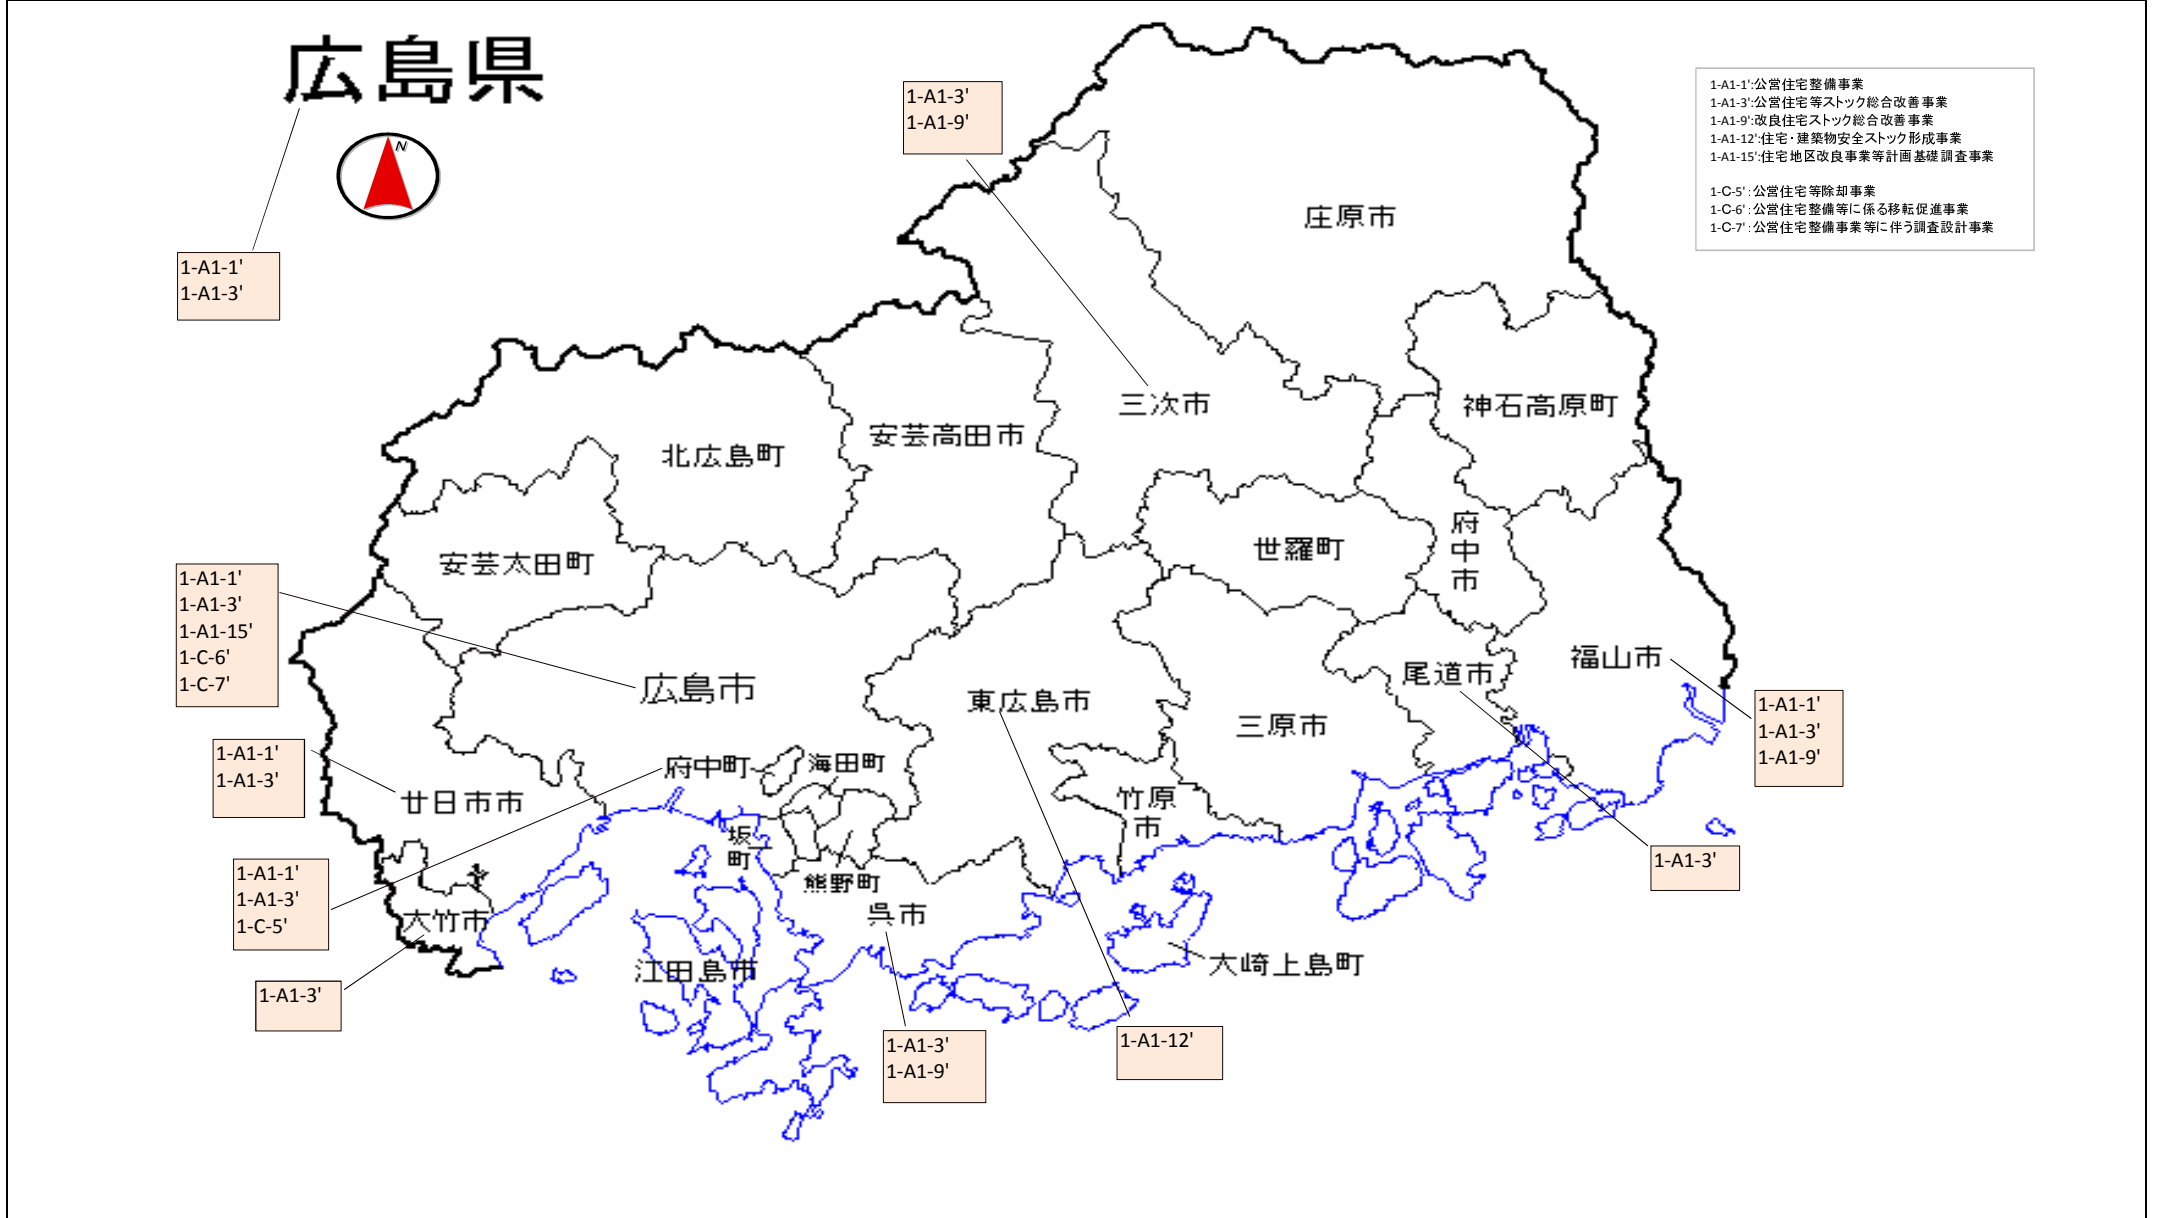 広島県
N
1-A1-1'
1-A1-3'
1-A1-3'
1-A1-9'
1-A1-1':公営住宅整備事業
1-A1-3':公営住宅等ストック総合改善事業
1-A1-9':改良住宅ストック総合改善事業
1-A1-12':住宅・建築物安全ストック形成事業
1-A1-15':住宅地区改良事業等計画基礎調査事業
1-C-5':公営住宅等除却事業
1-C-6':公営住宅整備等に係る移転促進事業
1-C-7':公営住宅整備事業等に伴う調査設計事業
庄原市
三次市
神石高原町
安芸高田市
北広島町
世羅町
府中市
安芸太田町
1-A1-1'
1-A1-3'
1-A1-15'
1-C-6'
1-C-7'
広島市
東広島市
三原市
尾道市
福山市
1-A1-1'
1-A1-3'
1-A1-9'
1-A1-1'
1-A1-3'
廿日市市
府中町
海田町
竹原市
坂町
熊野町
1-A1-3'
1-A1-1'
1-A1-3'
1-C-5'
大竹市
呉市
江田島市
大崎上島町
1-A1-3'
1-A1-3'
1-A1-9'
1-A1-12'